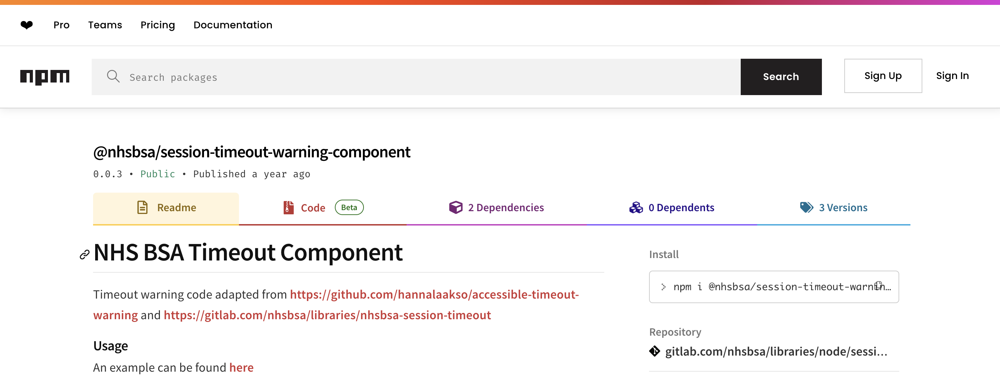 Pro Teams Pricing Documentation
npm Search packages Search Sign Up Sign In
@nhsbsa/session-timeout-warning-component
0.0.3 • Public • Published a year ago
Readme Code Beta 2 Dependencies 0 Dependents 3 Versions
NHS BSA Timeout Component
Timeout warning code adapted from https://github.com/hannalaakso/accessible-timeout-
warning and https://gitlab.com/nhsbsa/libraries/nhsbsa-session-timeout
Usage
An example can be found here
Install
> npm i @nhsbsa/session-timeout-warnin...
Repository
gitlab.com/nhsbsa/libraries/node/sessi...